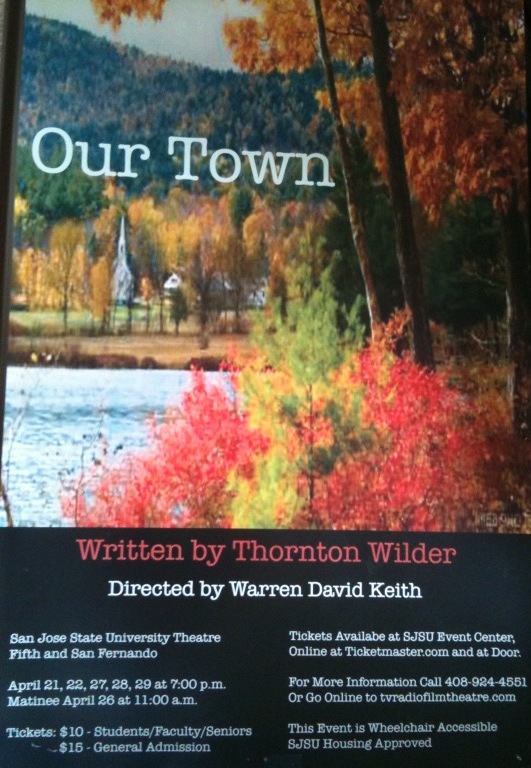 Our Town
Written by Thornton Wilder
Directed by Warren David Keith
San Jose State University Theatre
Fifth and San Fernando
April 21, 22, 27, 28, 29 at 7:00 p.m.
Matinee April 26 at 11:00 a.m.
Tickets: $10 - Students/Faculty/Seniors
$15 - General Admission
Tickets Availabe at SJSU Event Center,
Online at Ticketmaster.com and at Door.
For More Information Call 408-924-4551
Or Go Online to tvradiofilmtheatre.com
This Event is Wheelchair Accessible
SJSU Housing Approved